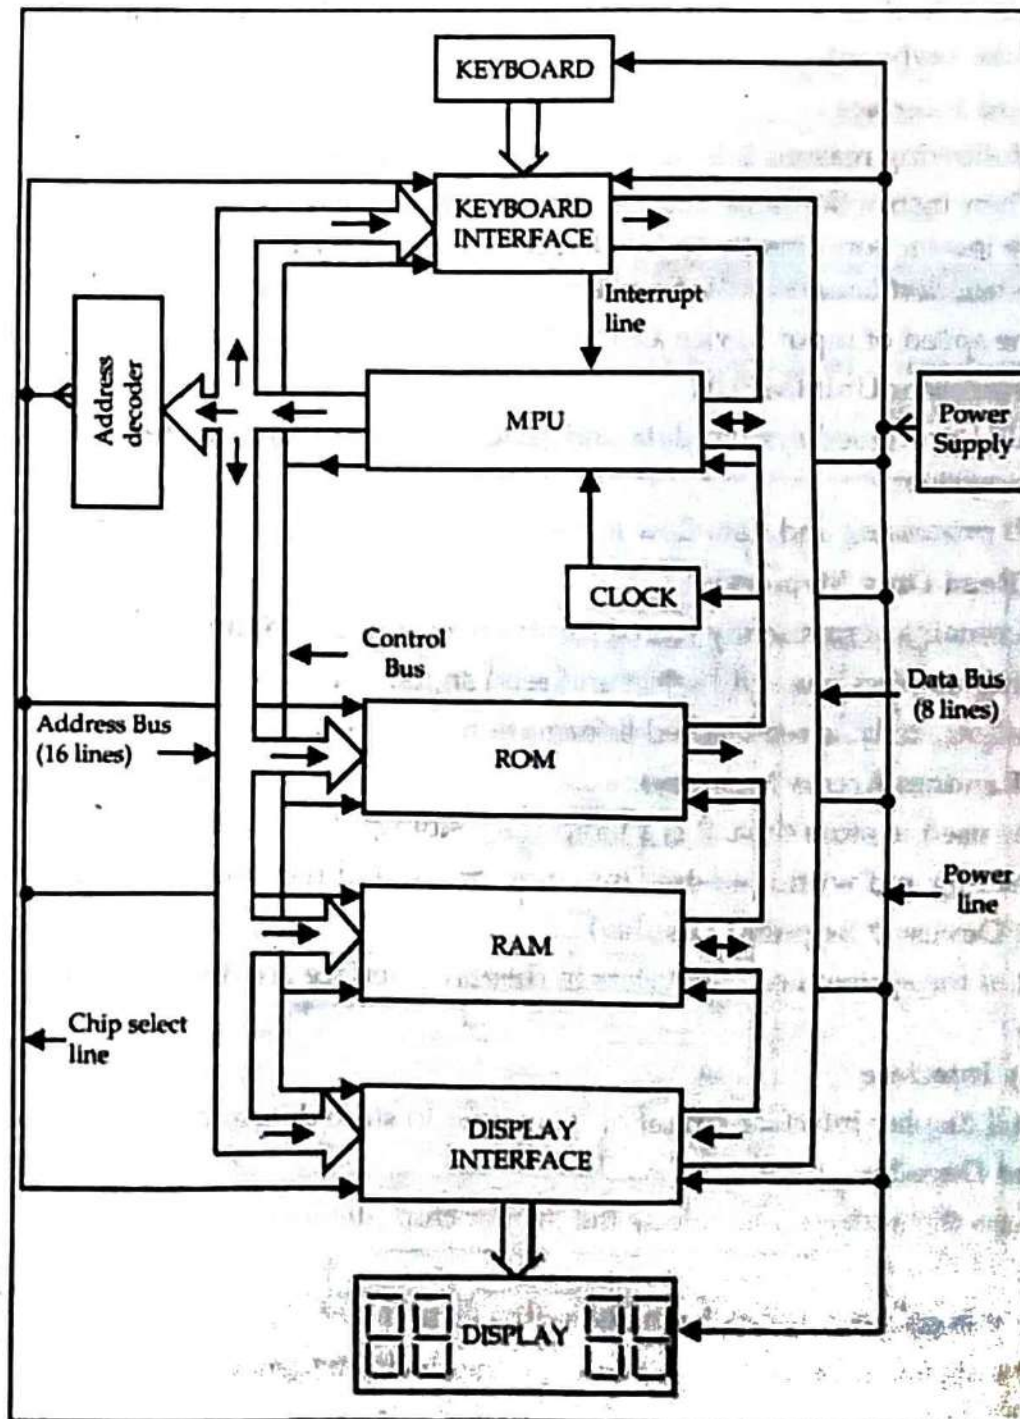 KEYBOARD
KEYBOARD
INTERFACE
Interrupt
line
Address
decoder
MPU
Power
Supply
CLOCK
Control
Bus
Address Bus
(16 lines)
Data Bus
(8 lines)
ROM
Power
line
RAM
Chip select
line
DISPLAY
INTERFACE
DISPLAY